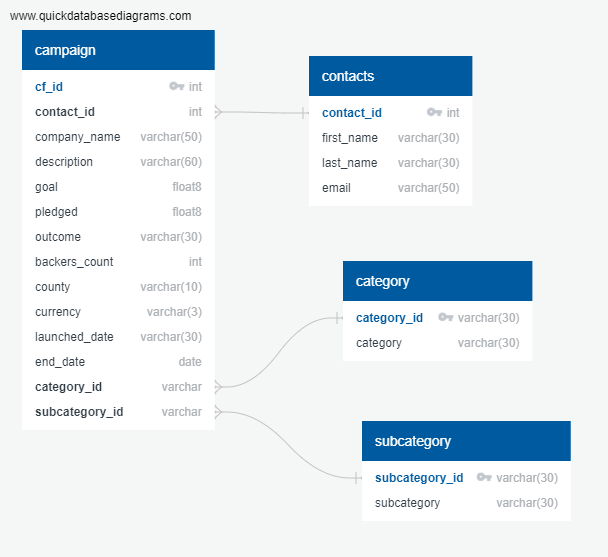 www.quickdatabasediagrams.com
campaign
cf_id int
contact_id int
company_name varchar(50)
description varchar(60)
goal float8
pledged float8
outcome varchar(30)
backers_count int
county varchar(10)
currency varchar(3)
launched_date varchar(30)
end_date date
category_id varchar
subcategory_id varchar
contacts
contact_id int
first_name varchar(30)
last_name varchar(30)
email varchar(50)
category
category_id varchar(30)
category varchar(30)
subcategory
subcategory_id varchar(30)
subcategory varchar(30)